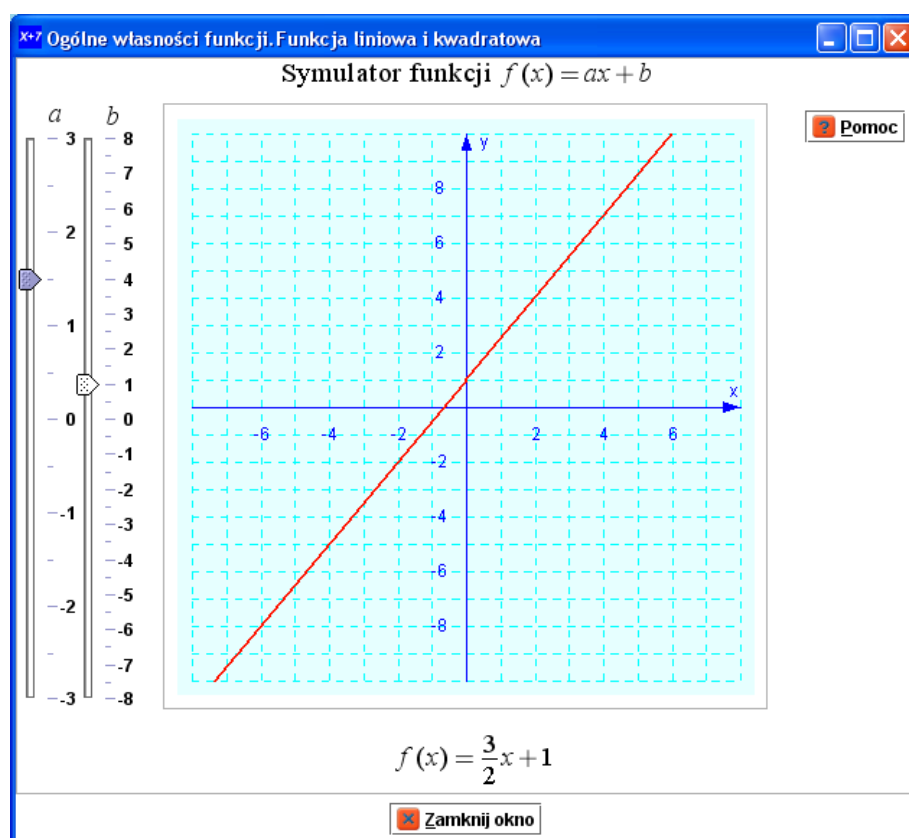 X+7 Ogólne własności funkcji. Funkcja liniowa i kwadratowa
Symulator funkcji f(x) = ax + b
a b
3 8
7
2 6
5
4
1 3
2
1
0 0
-1
-2
-1 -3
-4
-5
-2 -6
-7
-3 -8
y
8
6
4
2
x
-6 -4 -2 2 4 6
-2
-4
-6
-8
? Pomoc
f(x) = 3/2 x + 1
Zamknij okno